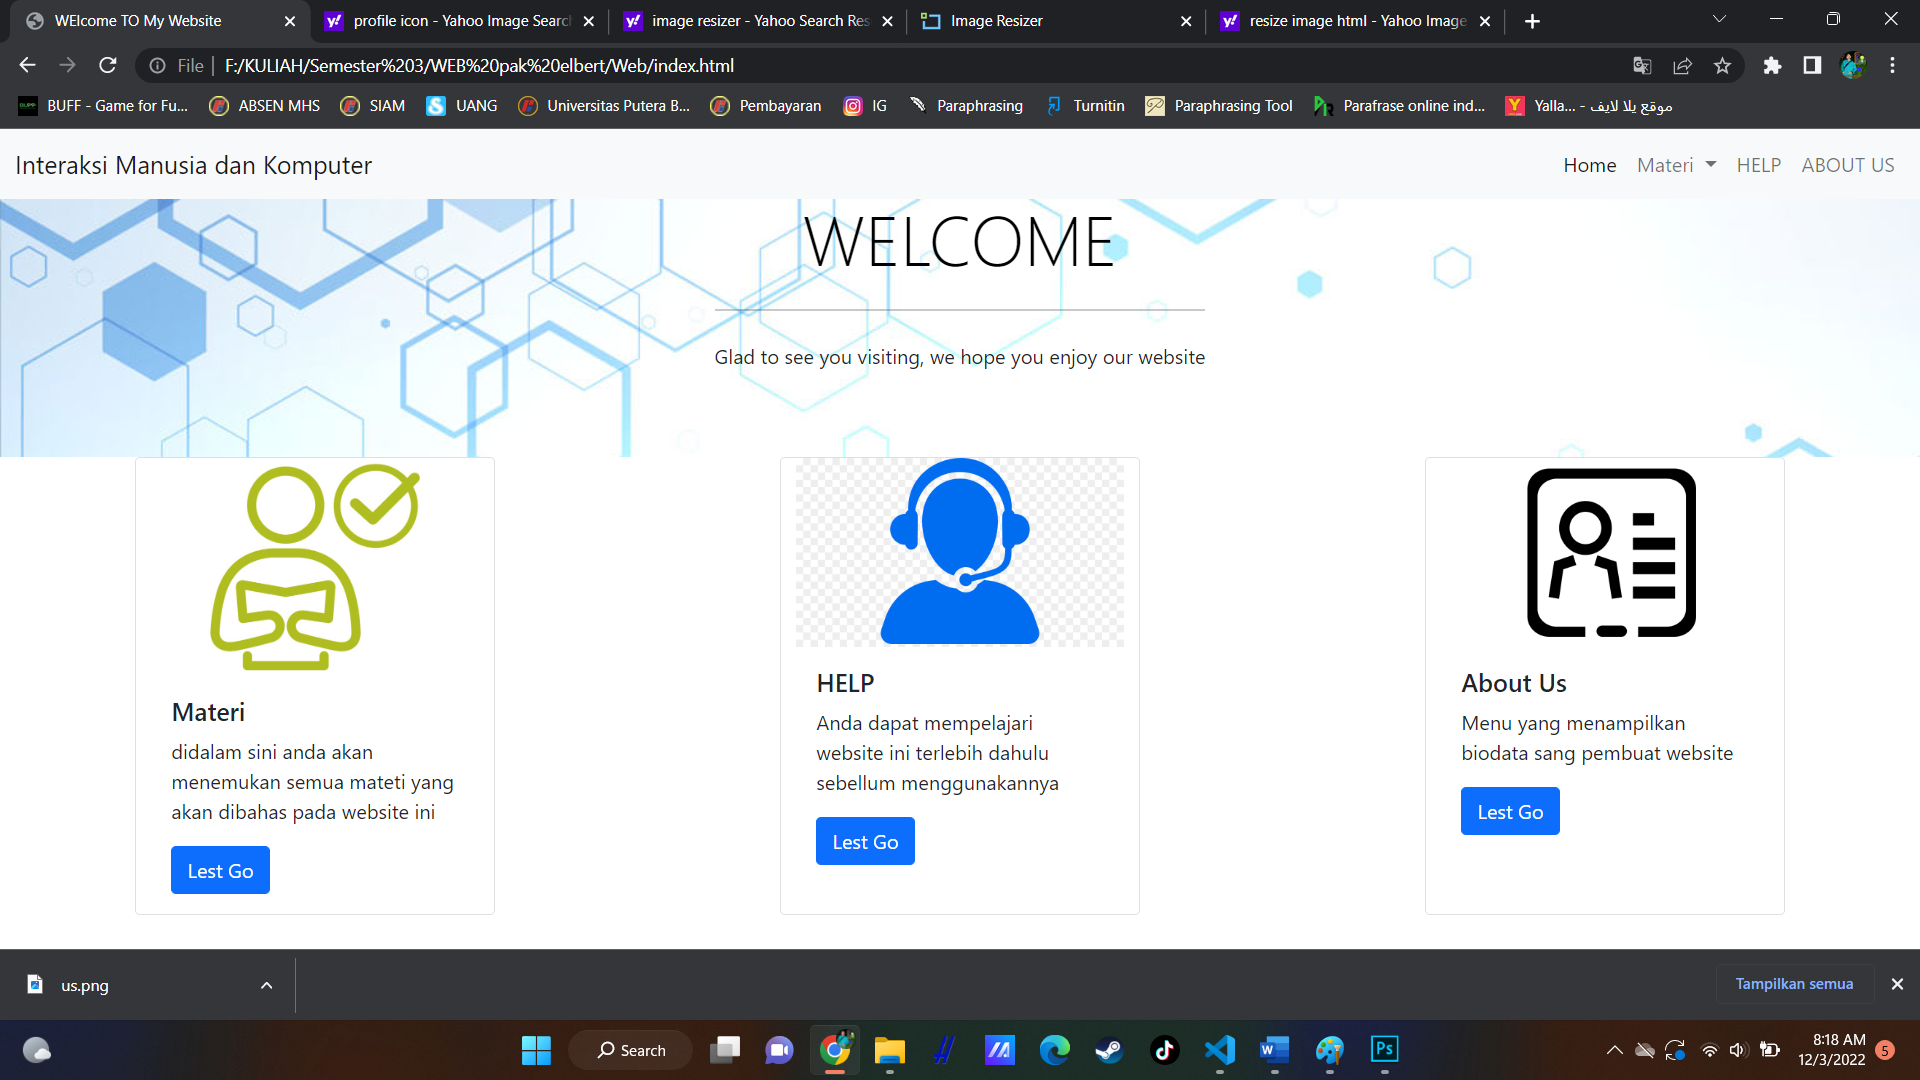 WElcome TO My Website
profile icon - Yahoo Image Search
image resizer - Yahoo Search Res
Image Resizer
resize image html - Yahoo Image
File
F:/KULIAH/Semester%203/WEB%20pak%20elbert/Web/index.html
BUFF - Game for Fu...
ABSEN MHS
SIAM
UANG
Universitas Putera B...
Pembayaran
IG
Paraphrasing
Turnitin
Paraphrasing Tool
Parafrase online ind...
Yalla... - موقع يلا لايف
Interaksi Manusia dan Komputer
Home
Materi
HELP
ABOUT US
WELCOME
Glad to see you visiting, we hope you enjoy our website
Materi
didalam sini anda akan
menemukan semua mateti yang
akan dibahas pada website ini
Lest Go
HELP
Anda dapat mempelajari
website ini terlebih dahulu
sebellum menggunakannya
Lest Go
About Us
Menu yang menampilkan
biodata sang pembuat website
Lest Go
us.png
Tampilkan semua
Search
8:18 AM
12/3/2022
5